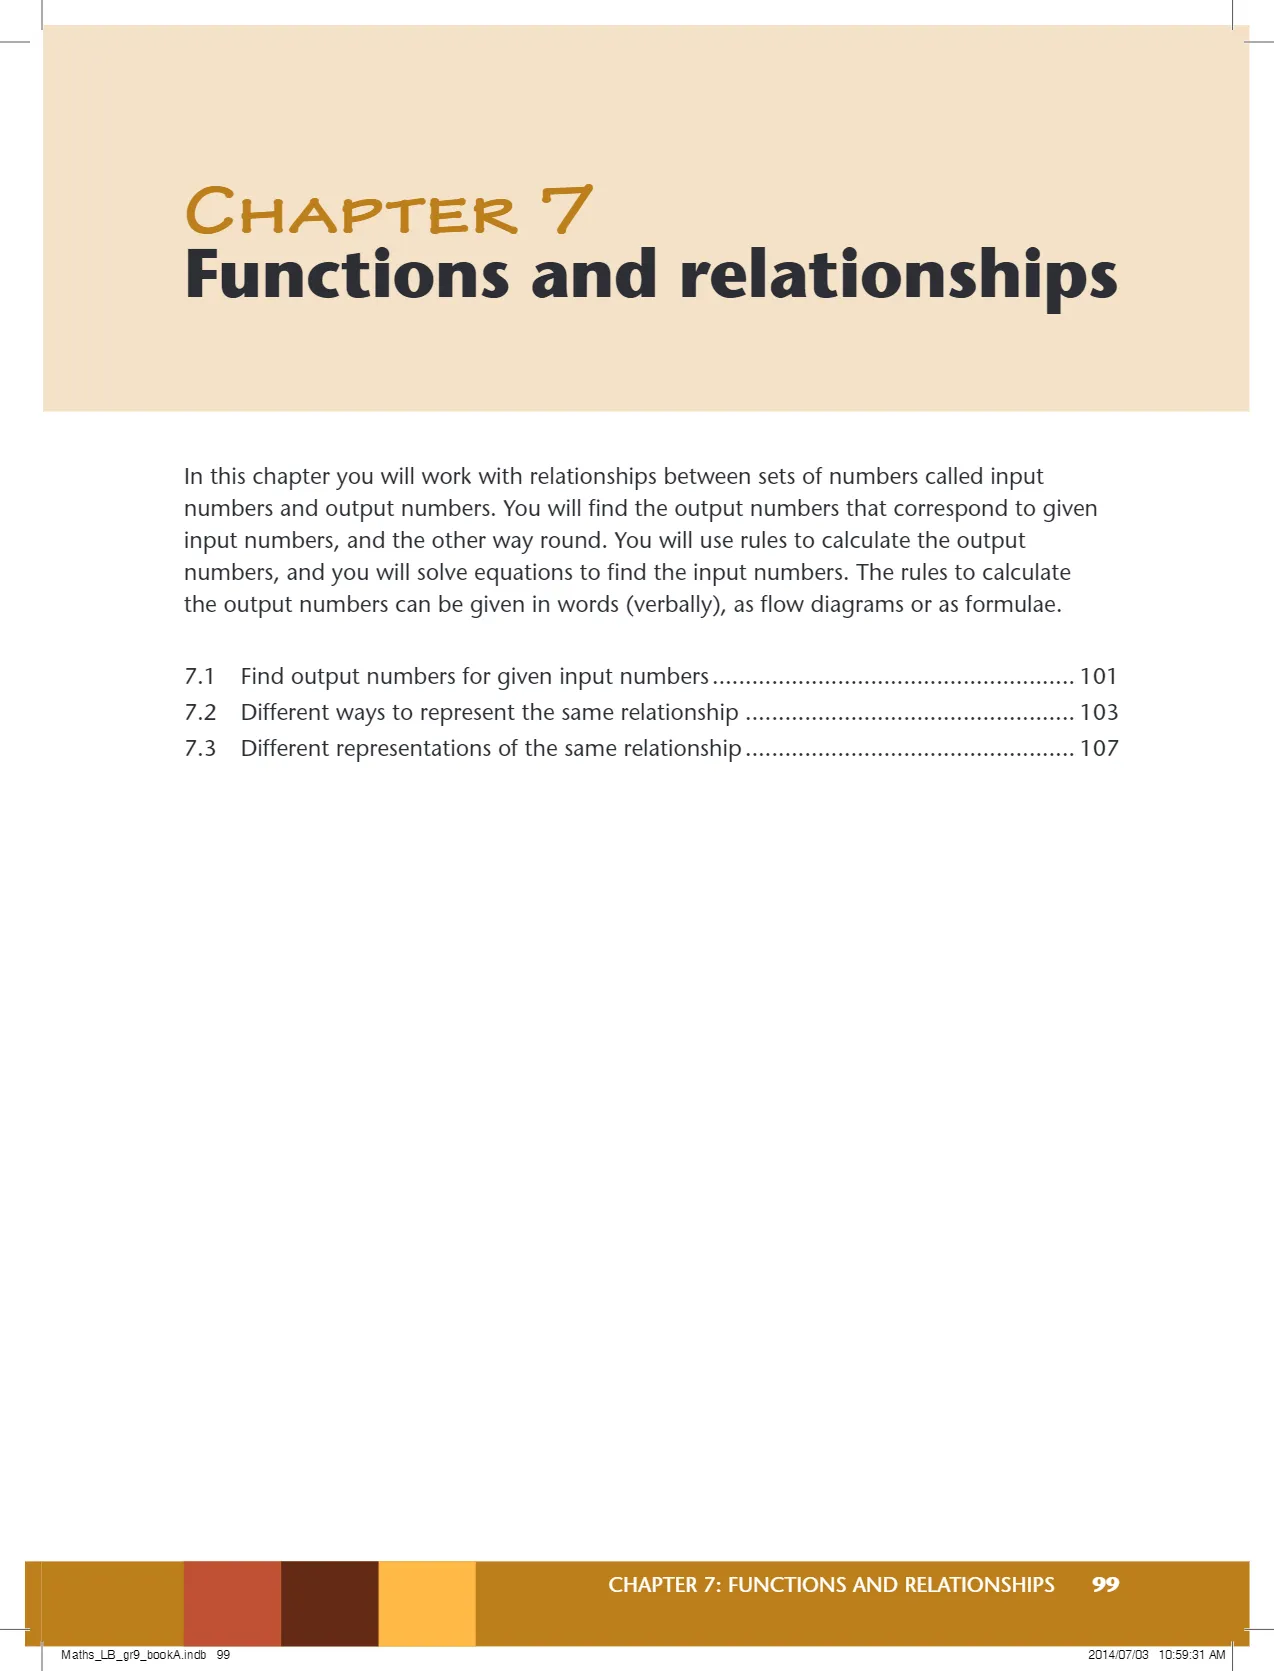 Chapter 7
Functions and relationships
In this chapter you will work with relationships between sets of numbers called input
numbers and output numbers. You will find the output numbers that correspond to given
input numbers, and the other way round. You will use rules to calculate the output
numbers, and you will solve equations to find the input numbers. The rules to calculate
the output numbers can be given in words (verbally), as flow diagrams or as formulae.
7.1 Find output numbers for given input numbers....................................................... 101
7.2 Different ways to represent the same relationship .................................................. 103
7.3 Different representations of the same relationship.................................................. 107
CHAPTER 7: FUNCTIONS AND RELATIONSHIPS 99
Maths_LB_gr9_bookA.indb 99 2014/07/03 10:59:31 AM